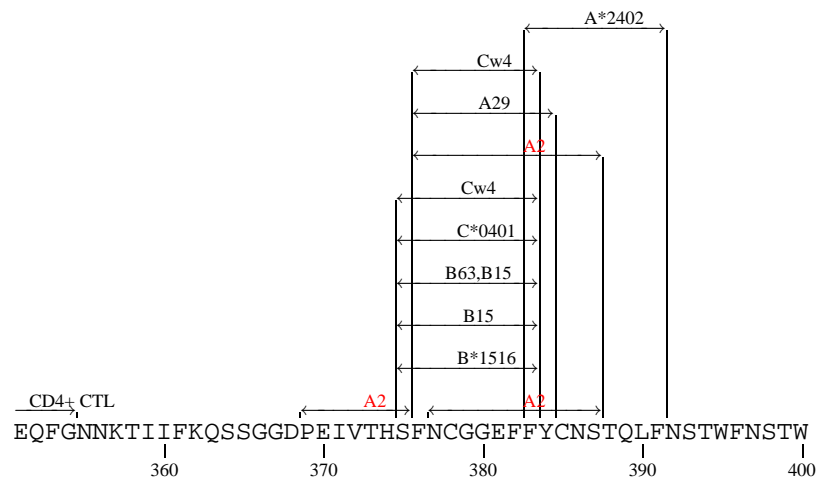 A*2402
Cw4
A29
A2
Cw4
C*0401
B63,B15
B15
B*1516
CD4+ CTL A2 A2
EQFGNNKTIIFKQSSGGDPEIVTHSFNCGGEFFYCNSTQLFNSTWFNSTW
360 370 380 390 400